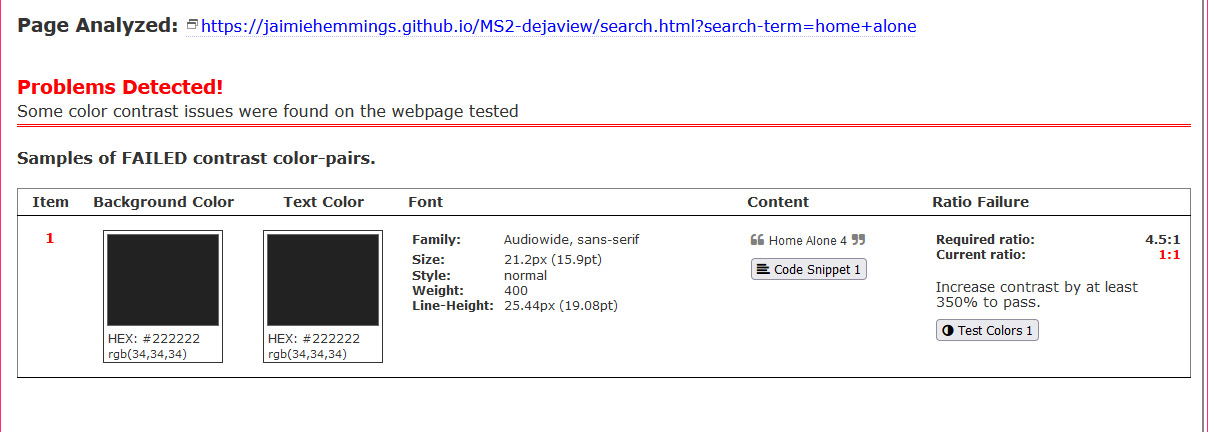 Page Analyzed: https://jaimiehemmings.github.io/MS2-dejaview/search.html?search-term=home+alone
Problems Detected!
Some color contrast issues were found on the webpage tested
Samples of FAILED contrast color-pairs.
Item Background Color Text Color Font Content Ratio Failure
1
HEX: #222222
rgb(34,34,34)
HEX: #222222
rgb(34,34,34)
Family: Audiowide, sans-serif
Size: 21.2px (15.9pt)
Style: normal
Weight: 400
Line-Height: 25.44px (19.08pt)
❝ Home Alone 4 ❞
Code Snippet 1
Required ratio: 4.5:1
Current ratio: 1:1
Increase contrast by at least
350% to pass.
Test Colors 1